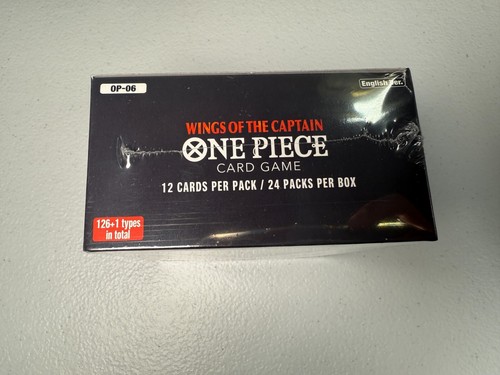 OP-06
English Ver.
WINGS OF THE CAPTAIN
ONE PIECE
CARD GAME
12 CARDS PER PACK / 24 PACKS PER BOX
126+1 types
in total